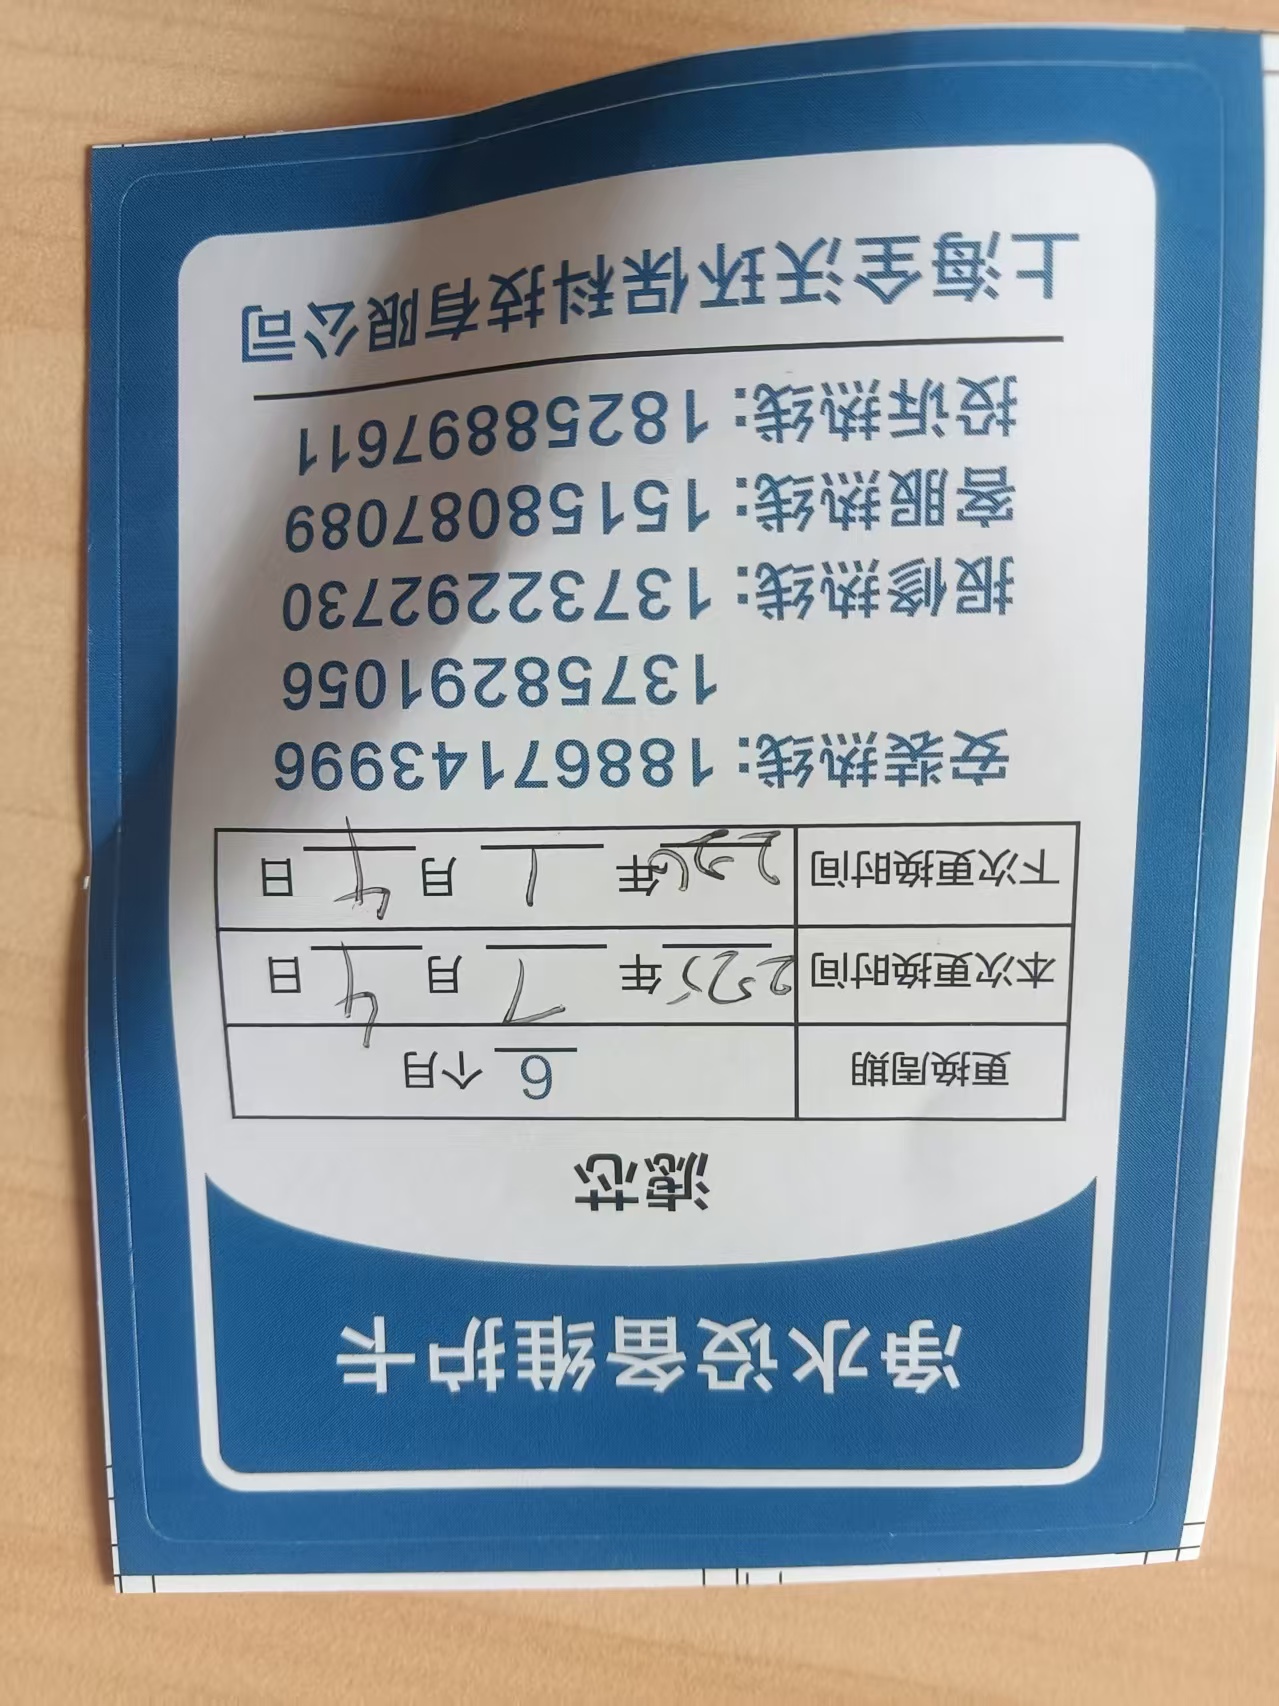 净水设备维护卡
滤芯
更换周期 6 个月
本次更换时间 2025年 7 月 4 日
下次更换时间 2026年 1 月 4 日
安装热线：18867143996
13758291056
报修热线：13732292730
客服热线：15158087089
投诉热线：18258897611
上海全沃环保科技有限公司